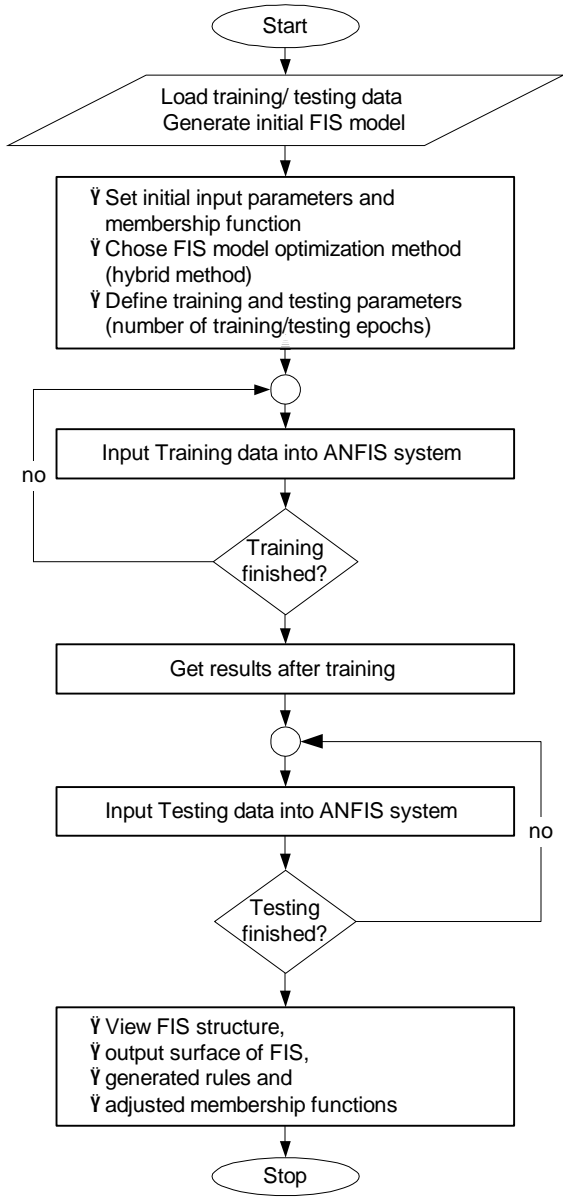 Start
Load training/ testing data
Generate initial FIS model
Ÿ Set initial input parameters and
membership function
Ÿ Chose FIS model optimization method
(hybrid method)
Ÿ Define training and testing parameters
(number of training/testing epochs)
Input Training data into ANFIS system
no
Training
finished?
Get results after training
Input Testing data into ANFIS system
no
Testing
finished?
Ÿ View FIS structure,
Ÿ output surface of FIS,
Ÿ generated rules and
Ÿ adjusted membership functions
Stop